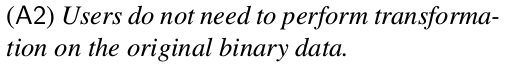 (A2) Users do not need to perform transforma-
tion on the original binary data.